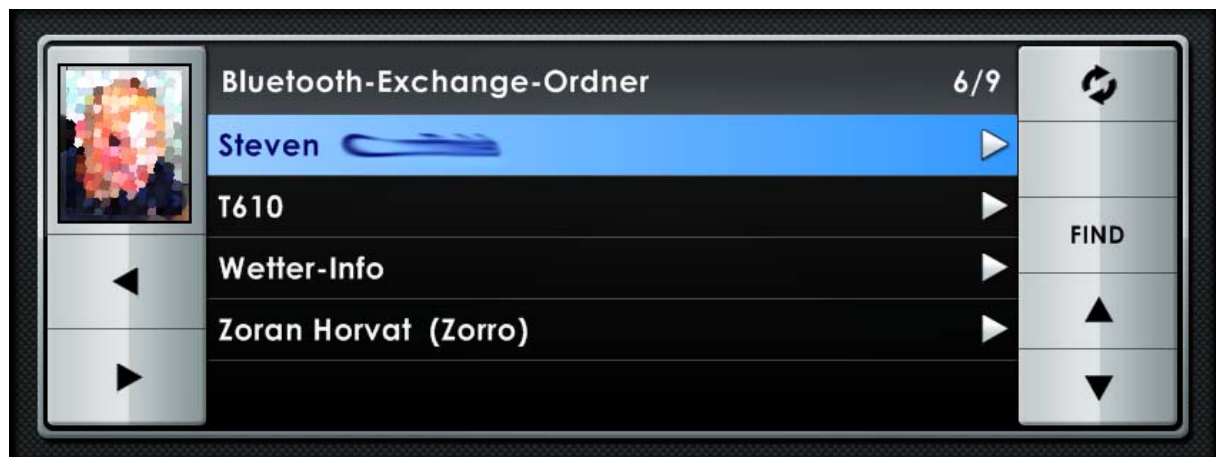 Bluetooth-Exchange-Ordner 6/9
Steven
T610
FIND
Wetter-Info
Zoran Horvat (Zorro)